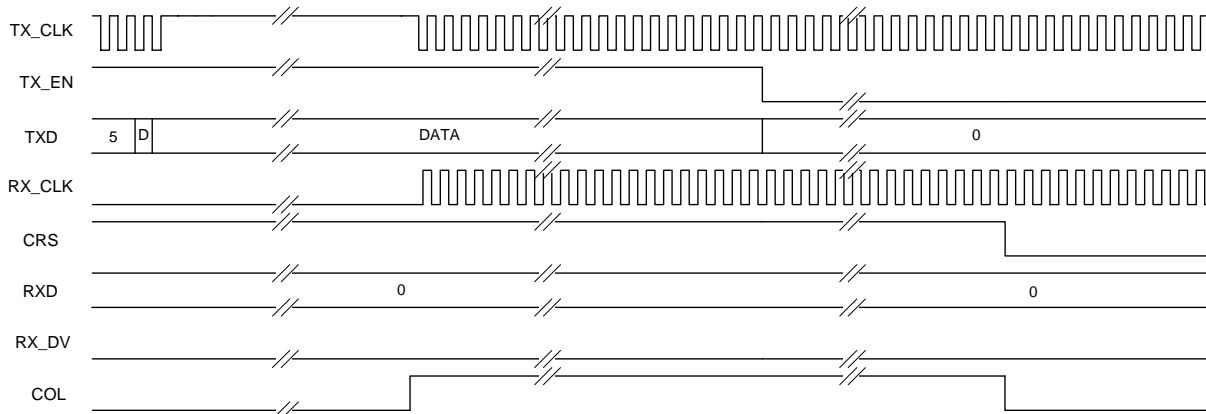 TX_CLK
TX_EN
TXD 5 D DATA 0
RX_CLK
CRS
RXD 0 0
RX_DV
COL